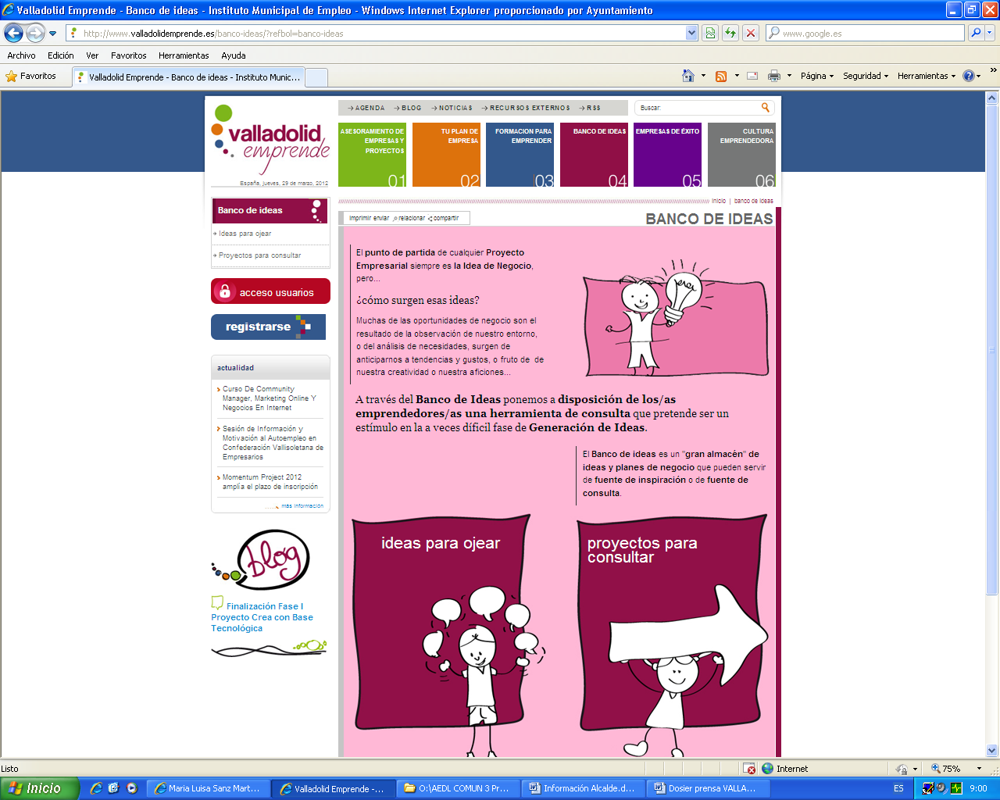 Valladolid Emprende - Banco de ideas - Instituto Municipal de Empleo - Windows Internet Explorer proporcionado por Ayuntamiento
http://www.valladolidemprende.es/banco-ideas/?refbol=banco-ideas
www.google.es
Archivo Edición Ver Favoritos Herramientas Ayuda
Favoritos
Valladolid Emprende - Banco de ideas - Instituto Munic...
Página Seguridad Herramientas
valladolid
emprende
España, jueves, 29 de marzo, 2012
AGENDA BLOG NOTICIAS RECURSOS EXTERNOS RSS
Buscar:
ASESORAMIENTO DE
EMPRESAS Y
PROYECTOS
01
TU PLAN DE
EMPRESA
02
FORMACION PARA
EMPRENDER
03
BANCO DE IDEAS
04
EMPRESAS DE ÉXITO
05
CULTURA
EMPRENDEDORA
06
inicio | banco de ideas
Banco de ideas
Ideas para ojear
Proyectos para consultar
acceso usuarios
registrarse
actualidad
Curso De Community
Manager, Marketing Online Y
Negocios En Internet
Sesión de Información y
Motivación al Autoempleo en
Confederación Vallisoletana de
Empresarios
Momentum Project 2012
amplía el plazo de inscripción
más información
blog
Finalización Fase I
Proyecto Crea con Base
Tecnológica
imprimir enviar relacionar compartir
BANCO DE IDEAS
El punto de partida de cualquier Proyecto
Empresarial siempre es la Idea de Negocio,
pero...
¿cómo surgen esas ideas?
Muchas de las oportunidades de negocio son el
resultado de la observación de nuestro entorno,
o del análisis de necesidades, surgen de
anticiparnos a tendencias y gustos, o fruto de de
nuestra creatividad o nuestra aficiones...
A través del Banco de Ideas ponemos a disposición de los/as
emprendedores/as una herramienta de consulta que pretende ser un
estímulo en la a veces díficil fase de Generación de Ideas.
El Banco de ideas es un "gran almacén" de
ideas y planes de negocio que pueden servir
de fuente de inspiración o de fuente de
consulta.
ideas para ojear
proyectos para
consultar
Listo
Internet
75%
Inicio
Maria Luisa Sanz Mart...
Valladolid Emprende -...
O:\AEDL COMUN 3 Pr...
Información Alcalde.d...
Dosier prensa VALLA...
ES
9:00